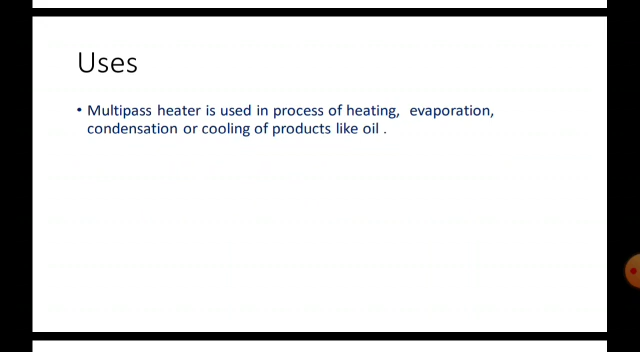 Uses
• Multipass heater is used in process of heating, evaporation,
condensation or cooling of products like oil .